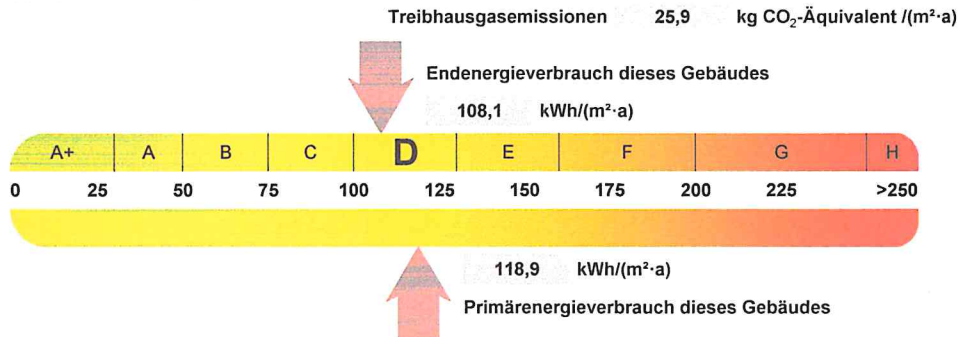 Treibhausgasemissionen 25,9 kg CO₂-Äquivalent /(m²·a)
Endenergieverbrauch dieses Gebäudes
108,1 kWh/(m²·a)
A+ A B C D E F G H
0 25 50 75 100 125 150 175 200 225 >250
118,9 kWh/(m²·a)
Primärenergieverbrauch dieses Gebäudes